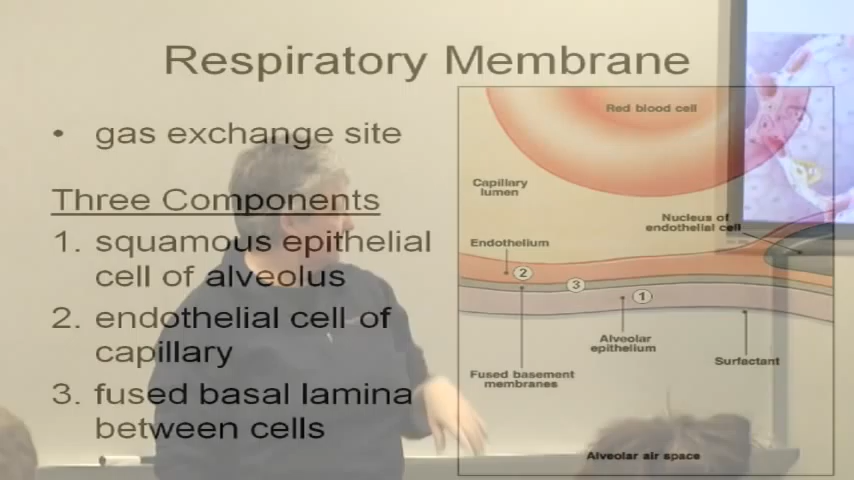 Respiratory Membrane
• gas exchange site
Three Components
1. squamous epithelial
cell of alveolus
2. endothelial cell of
capillary
3. fused basal lamina
between cells
Red blood cell
Capillary
lumen
Nucleus of
endothelial cell
Endothelium
2
3
1
Alveolar
epithelium
Surfactant
Fused basement
membranes
Alveolar air space